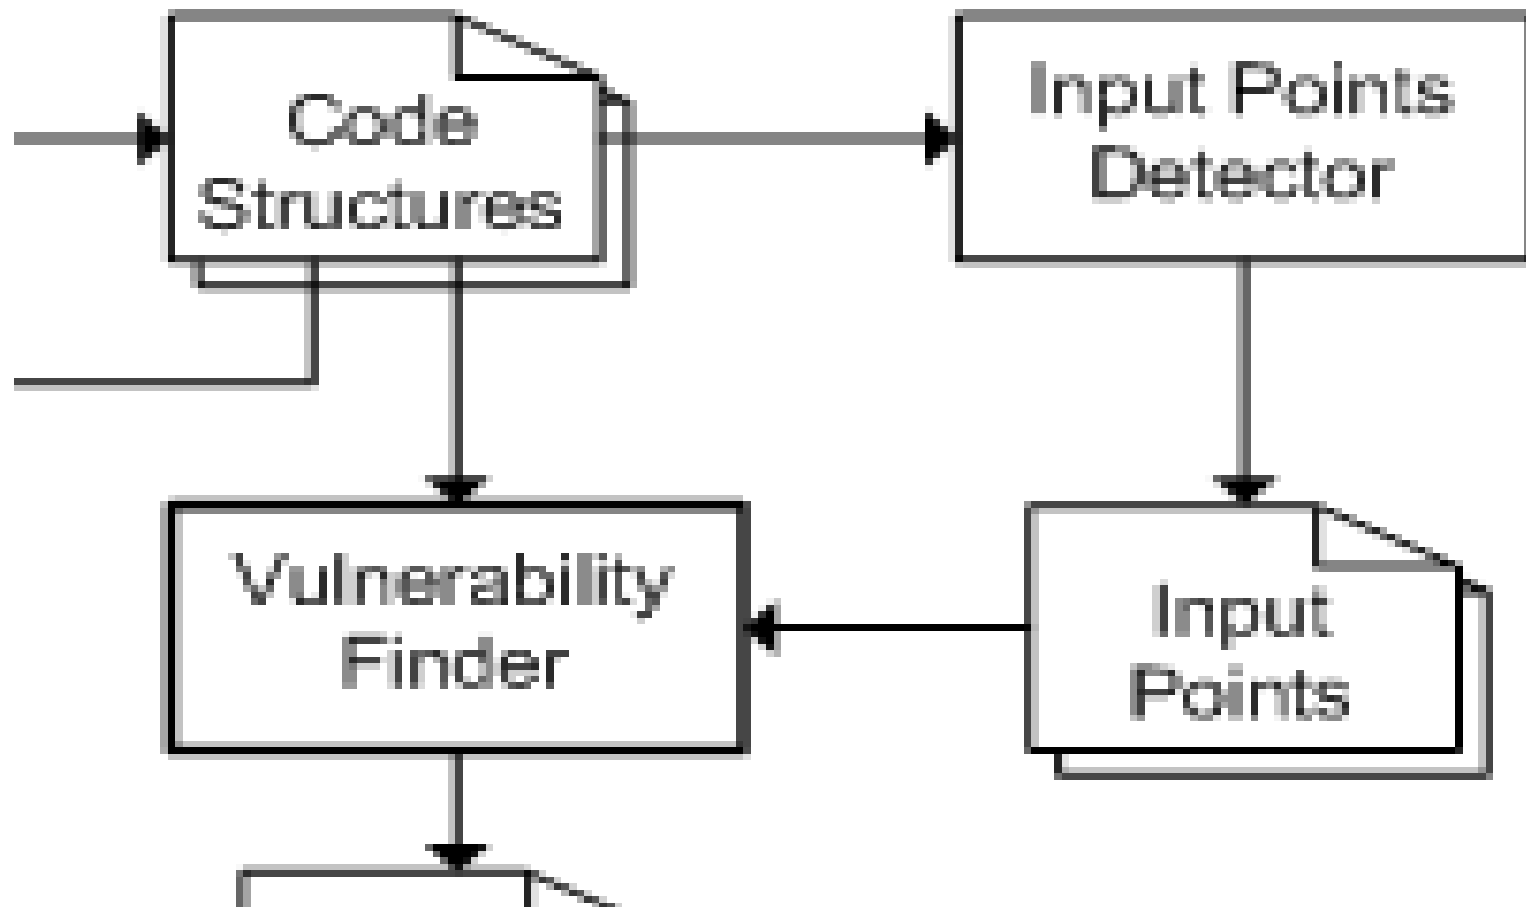 Code
Structures
Input Points
Detector
Vulnerability
Finder
Input
Points